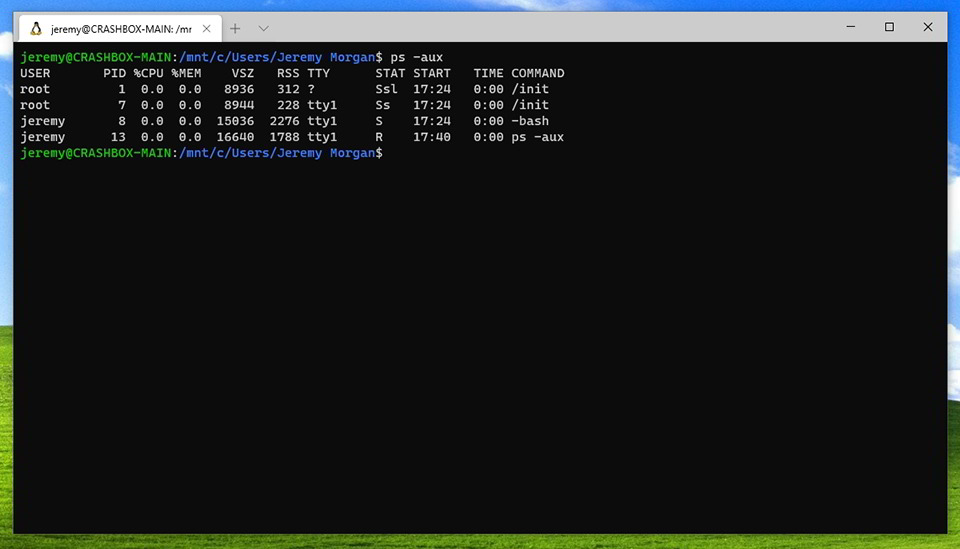 jeremy@CRASHBOX-MAIN: /mnt
jeremy@CRASHBOX-MAIN:/mnt/c/Users/Jeremy Morgan$ ps -aux
USER       PID %CPU %MEM    VSZ   RSS TTY      STAT START   TIME COMMAND
root         1  0.0  0.0   8936   312 ?        Ssl  17:24   0:00 /init
root         7  0.0  0.0   8944   228 tty1     Ss   17:24   0:00 /init
jeremy       8  0.0  0.0  15036  2276 tty1     S    17:24   0:00 -bash
jeremy      13  0.0  0.0  16640  1788 tty1     R    17:40   0:00 ps -aux
jeremy@CRASHBOX-MAIN:/mnt/c/Users/Jeremy Morgan$